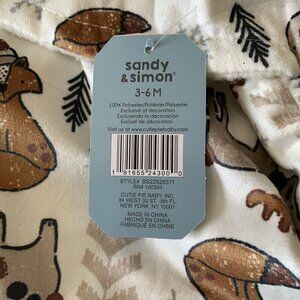 sandy
& simon®
3-6 M
100% Polyester/Poliéster/Polyester
Exclusive of decoration
Excluyendo la decoración
Exclusif de décoration
Visit us at www.cutiepiebaby.com
1 91655 24300 0
STYLE# BS22528311
RN# 100384
CUTIE PIE BABY, INC.
34 WEST 33 ST. -5th FL.
NEW YORK, NY 10001
MADE IN CHINA
HECHO EN CHINA
FABRIQUÉ EN CHINE